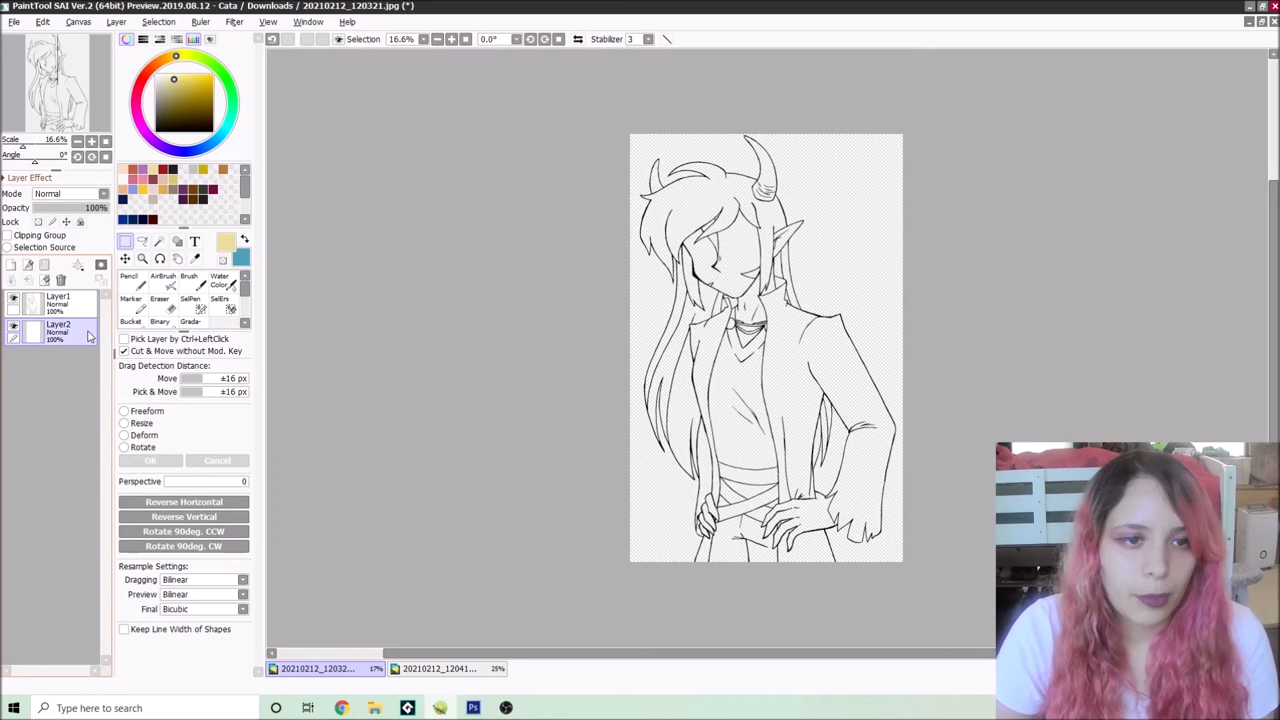 PaintTool SAI Ver.2 (64bit) Preview.2019.08.12 - Cata / Downloads / 20210212_120321.jpg (*)
File Edit Canvas Layer Selection Ruler Filter View Window Help
Selection 16.6% 0.0° Stabilizer 3
Scale 16.6%
Angle 0°
Layer Effect
Mode Normal
Opacity 100%
Lock
Clipping Group
Selection Source
Layer1
Normal
100%
Layer2
Normal
100%
T
Pencil AirBrush Brush Water Color
Marker Eraser SelPen SelErs
Bucket Binary Grada-
Pick Layer by Ctrl+LeftClick
Cut & Move without Mod. Key
Drag Detection Distance:
Move ±16 px
Pick & Move ±16 px
Freeform
Resize
Deform
Rotate
OK Cancel
Perspective 0
Reverse Horizontal
Reverse Vertical
Rotate 90deg. CCW
Rotate 90deg. CW
Resample Settings:
Dragging Bilinear
Preview Bilinear
Final Bicubic
Keep Line Width of Shapes
20210212_12032... 17% 20210212_12041... 25%
Type here to search
Ps